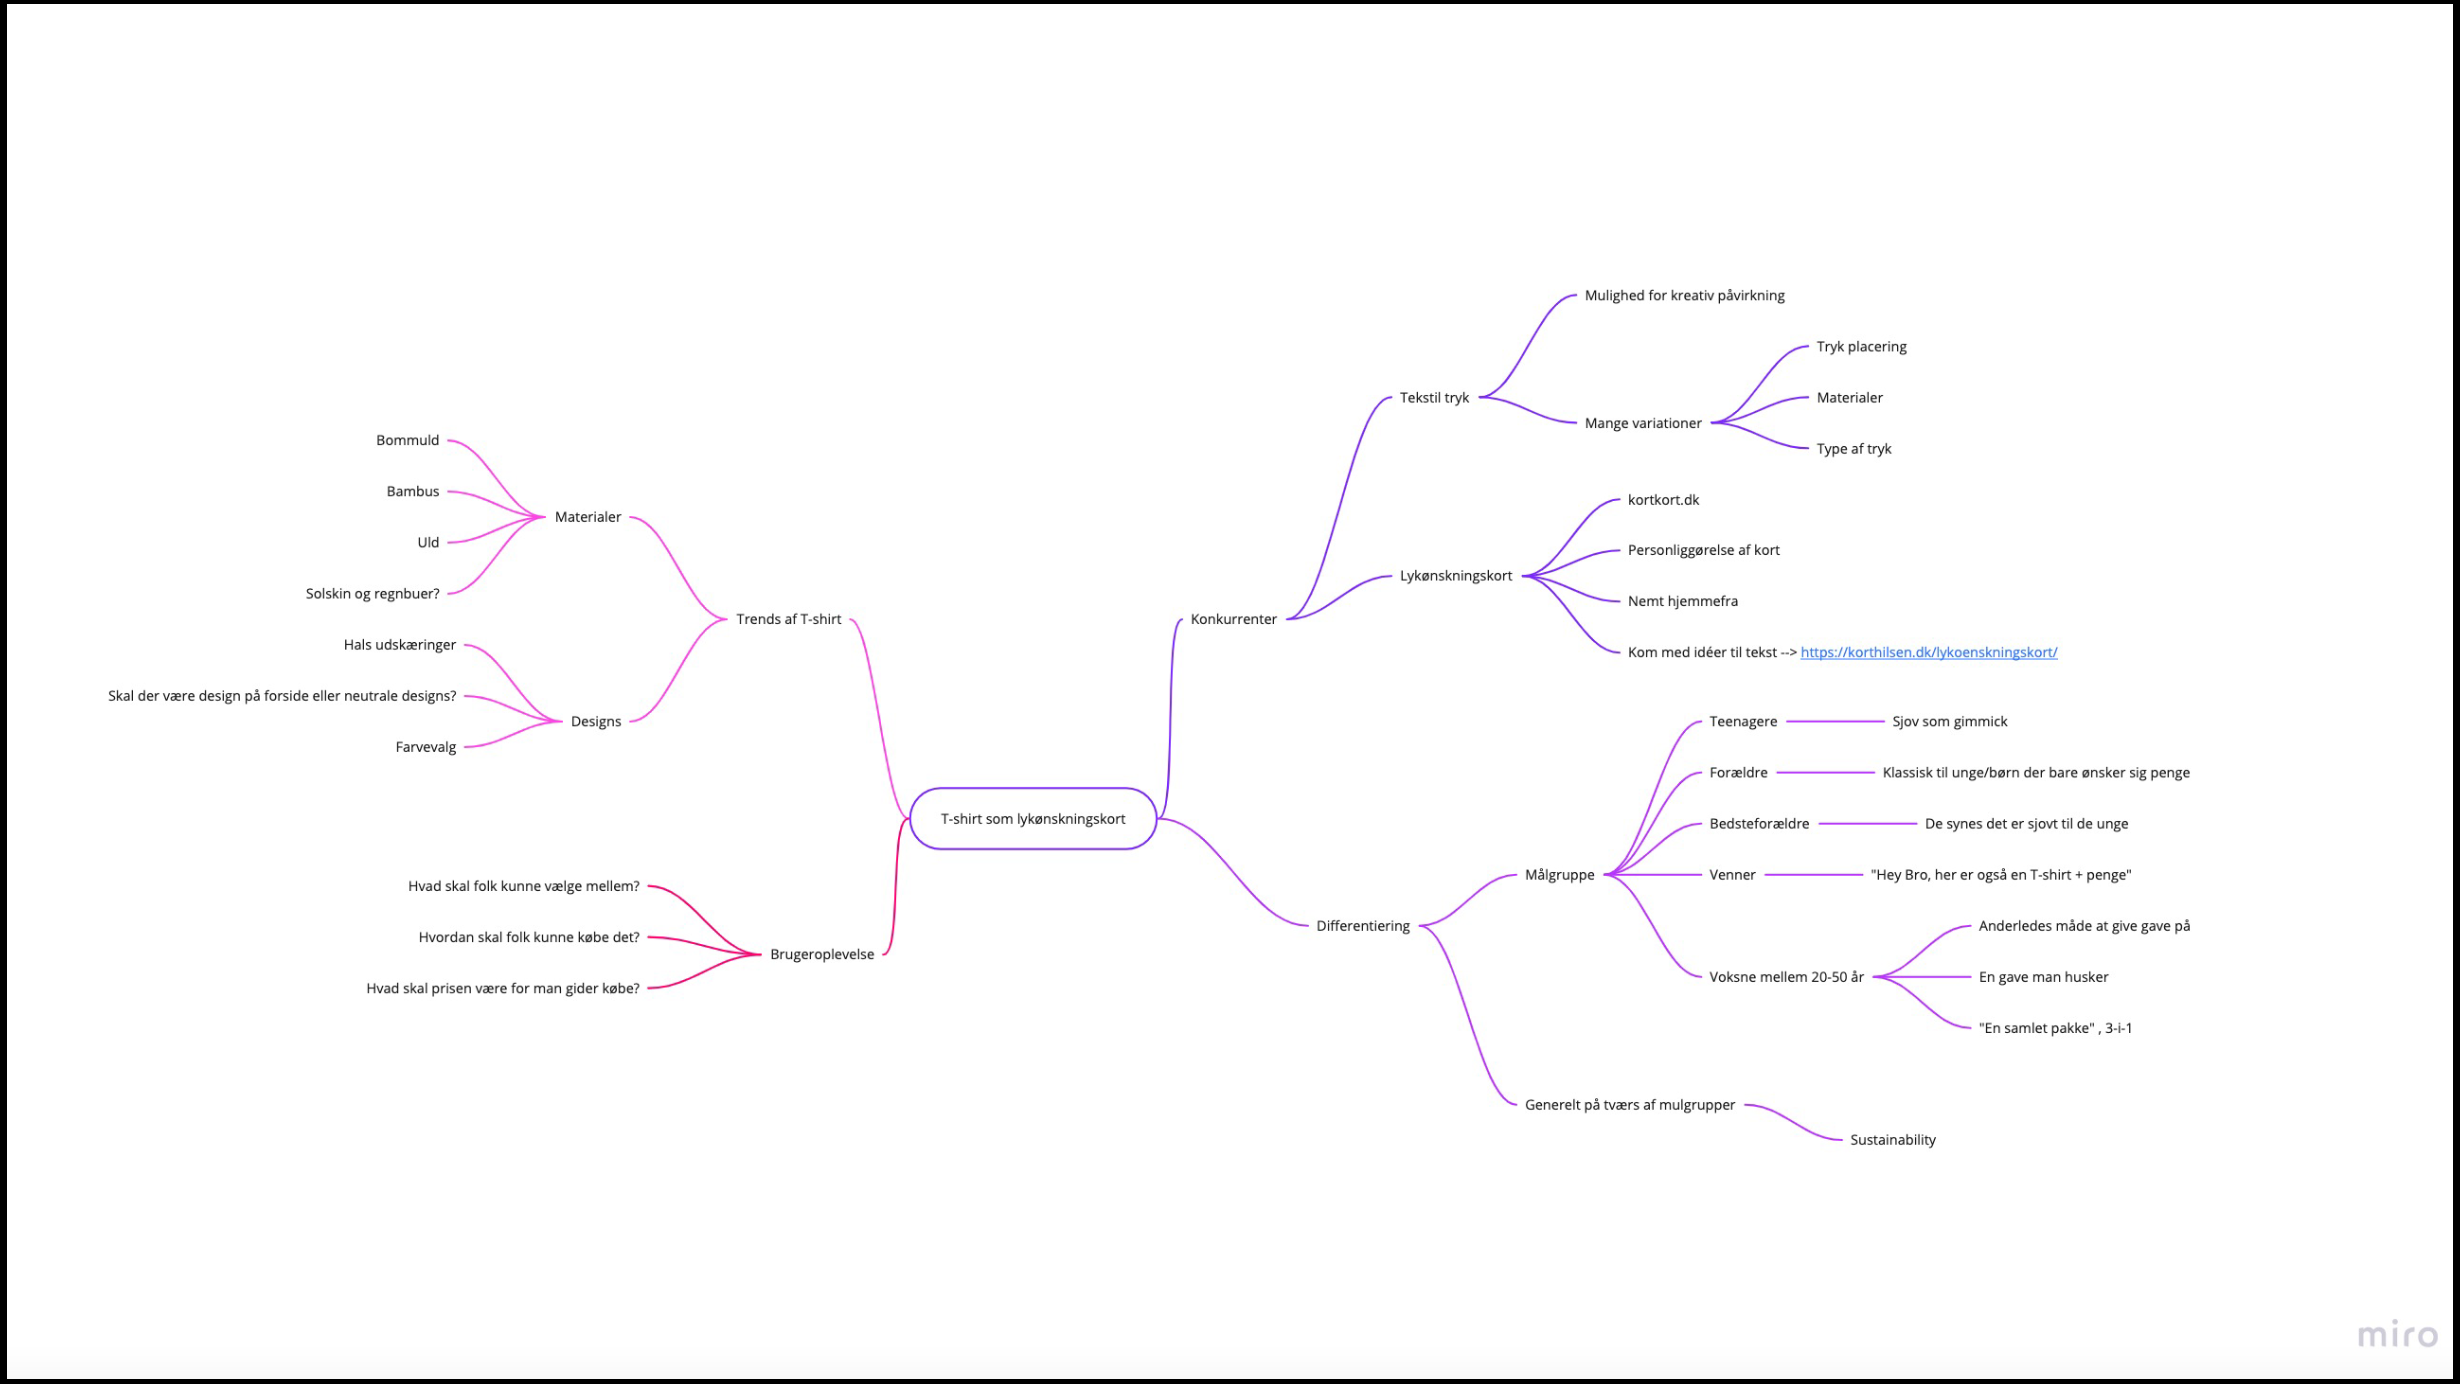 T-shirt som lykønskningskort
Trends af T-shirt
Materialer
Bommuld
Bambus
Uld
Solskin og regnbuer?
Designs
Hals udskæringer
Skal der være design på forside eller neutrale designs?
Farvevalg
Brugeroplevelse
Hvad skal folk kunne vælge mellem?
Hvordan skal folk kunne købe det?
Hvad skal prisen være for man gider købe?
Konkurrenter
Tekstil tryk
Mulighed for kreativ påvirkning
Mange variationer
Tryk placering
Materialer
Type af tryk
Lykønskningskort
kortkort.dk
Personliggørelse af kort
Nemt hjemmefra
Kom med idéer til tekst --> https://korthilsen.dk/lykoenskningskort/
Differentiering
Målgruppe
Teenagere
Sjov som gimmick
Forældre
Klassisk til unge/børn der bare ønsker sig penge
Bedsteforældre
De synes det er sjovt til de unge
Venner
"Hey Bro, her er også en T-shirt + penge"
Voksne mellem 20-50 år
Anderledes måde at give gave på
En gave man husker
"En samlet pakke" , 3-i-1
Generelt på tværs af mulgrupper
Sustainability
miro